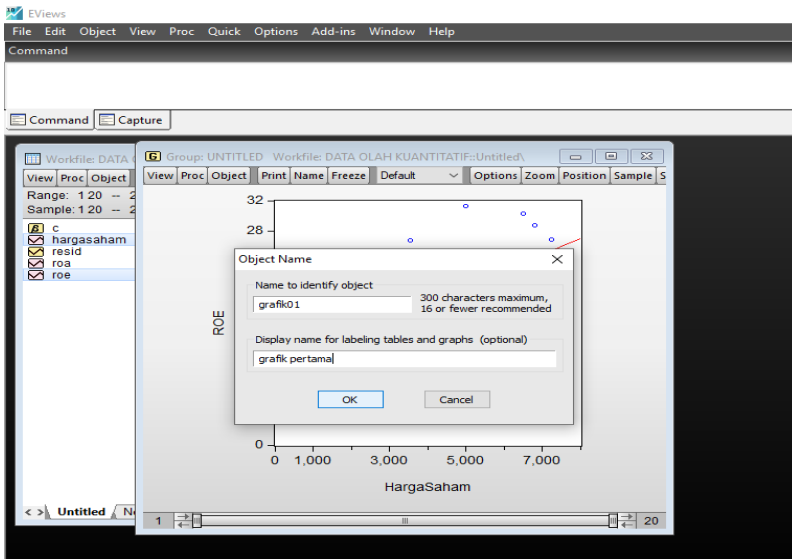 EViews
File Edit Object View Proc Quick Options Add-ins Window Help
Command
Command Capture
Workfile: DATA
View Proc Object
Range: 1 20 -- 2
Sample: 1 20 -- 2
c
hargasaham
resid
roa
roe
Untitled
Group: UNTITLED Workfile: DATA OLAH KUANTITATIF::Untitled\
View Proc Object Print Name Freeze Default Options Zoom Position Sample S
32
28
ROE
0
0 1,000 3,000 5,000 7,000
HargaSaham
1 20
Object Name
Name to identify object
grafik01
300 characters maximum,
16 or fewer recommended
Display name for labeling tables and graphs (optional)
grafik pertama
OK Cancel